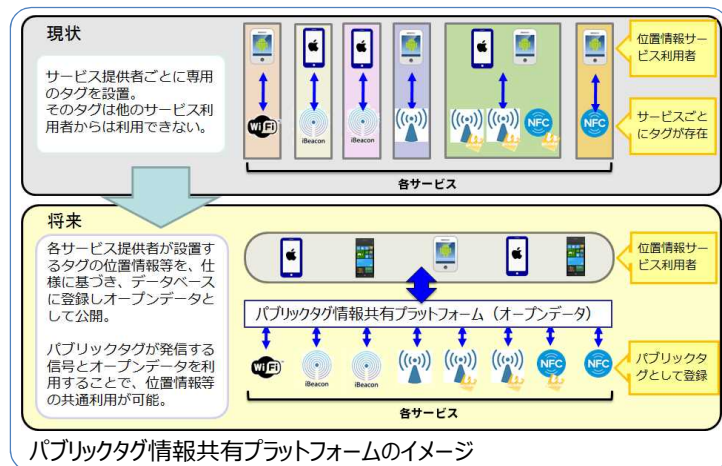 現状
サービス提供者ごとに専用
のタグを設置。
そのタグは他のサービス利
用者からは利用できない。
位置情報サー
ビス利用者
サービスごと
にタグが存在
WiFi
iBeacon
iBeacon
NFC
NFC
各サービス
将来
各サービス提供者が設置す
るタグの位置情報等を、仕
様に基づき、データベース
に登録しオープンデータと
して公開。
パブリックタグが発信する
信号とオープンデータを利
用することで、位置情報等
の共通利用が可能。
位置情報サー
ビス利用者
パブリックタグ情報共有プラットフォーム（オープンデータ）
WiFi
iBeacon
iBeacon
NFC
NFC
パブリックタ
グとして登録
各サービス
パブリックタグ情報共有プラットフォームのイメージ